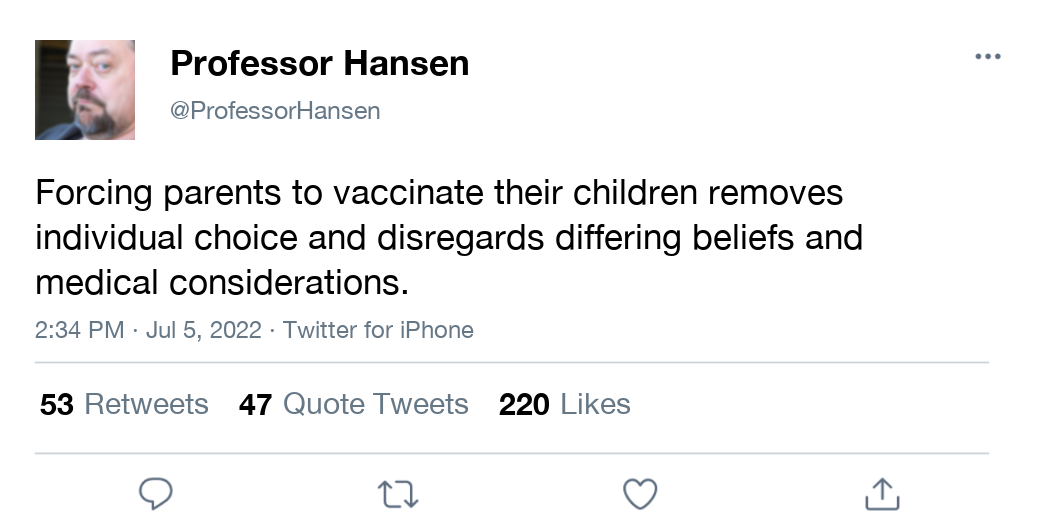 Professor Hansen
@ProfessorHansen
Forcing parents to vaccinate their children removes
individual choice and disregards differing beliefs and
medical considerations.
2:34 PM · Jul 5, 2022 · Twitter for iPhone
53 Retweets 47 Quote Tweets 220 Likes